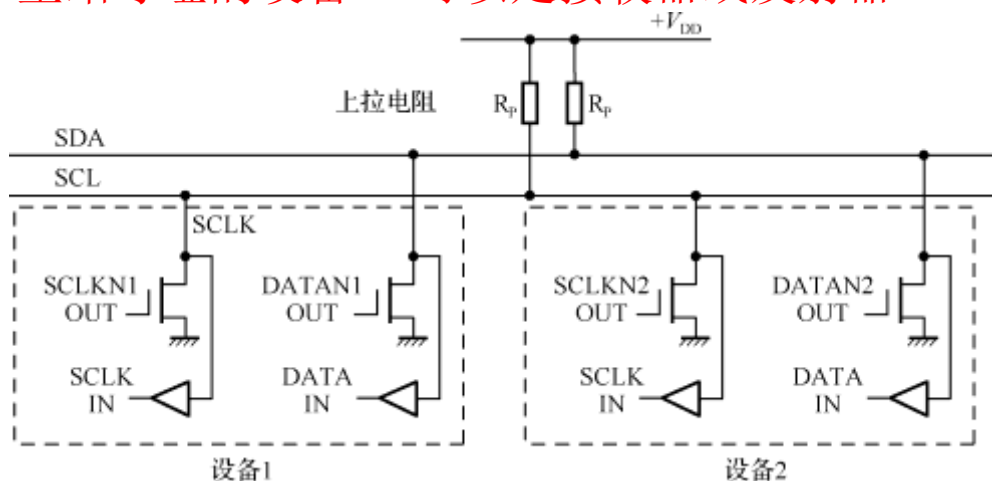 +V_DD
上拉电阻 R_P R_P
SDA
SCL
SCLK
SCLKN1 DATAN1 SCLKN2 DATAN2
OUT OUT OUT OUT
SCLK DATA SCLK DATA
IN IN IN IN
设备1 设备2